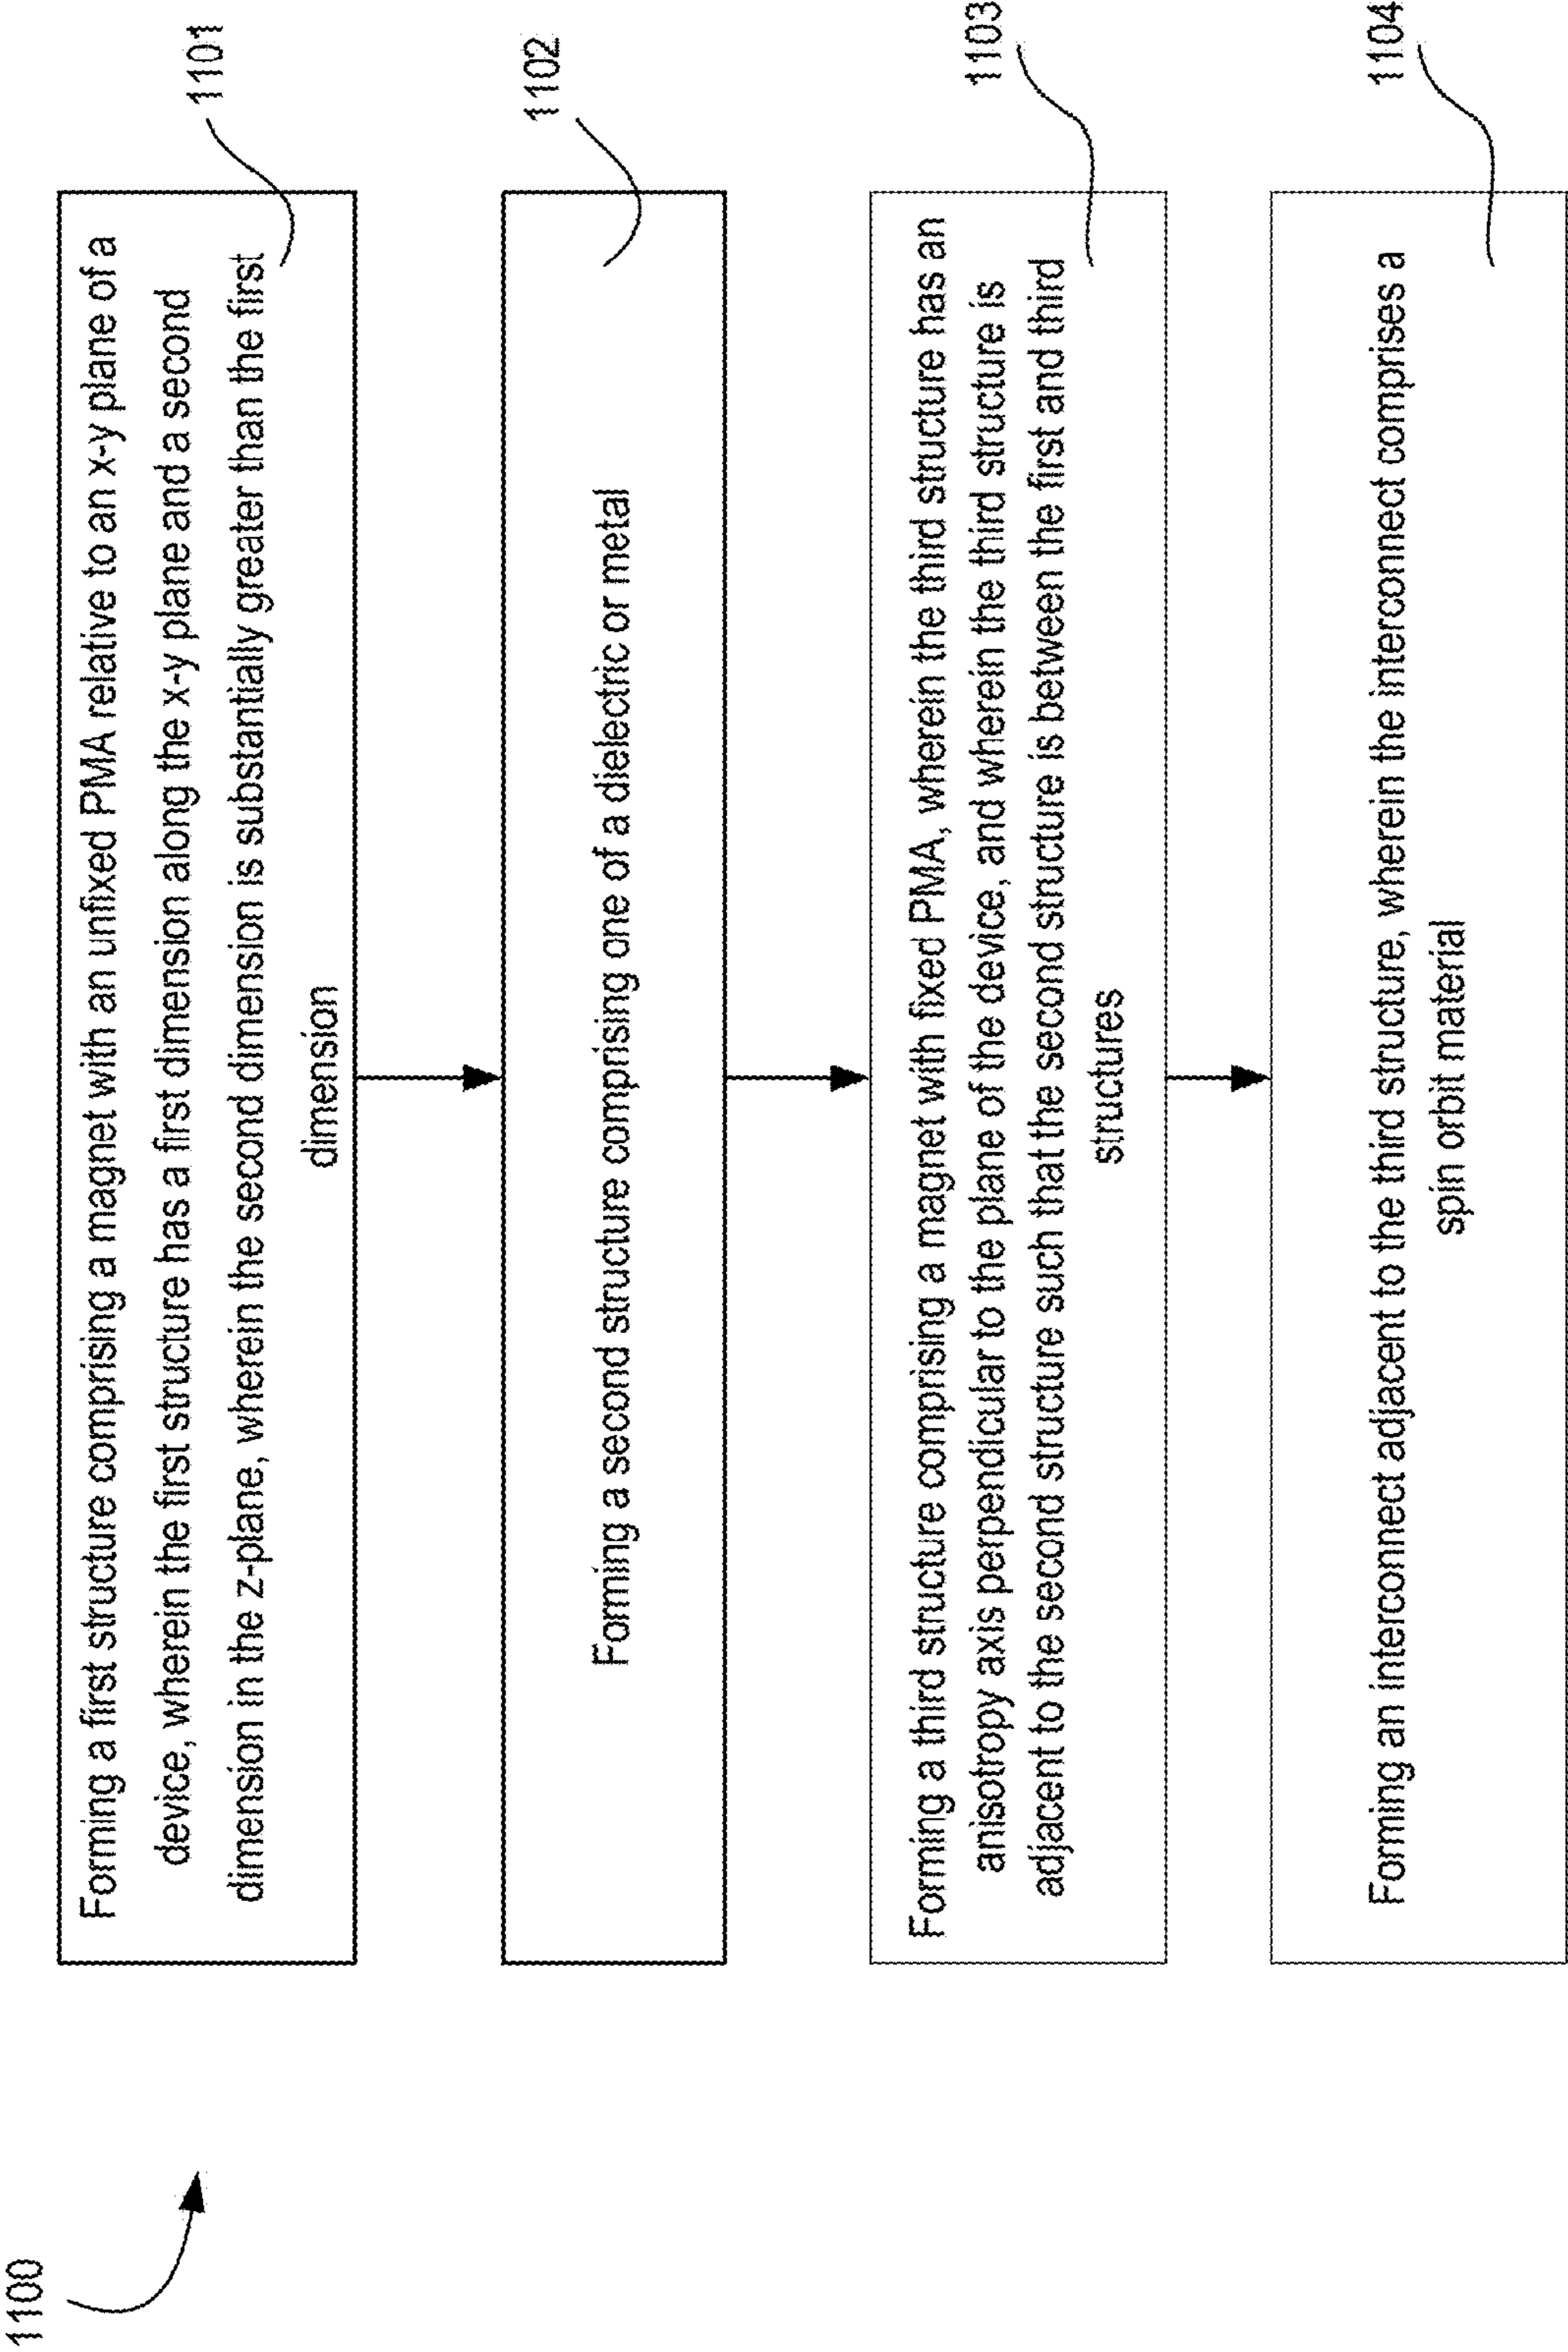 1100
Forming a first structure comprising a magnet with an unfixed PMA relative to an x-y plane of a
device, wherein the first structure has a first dimension along the x-y plane and a second
dimension in the z-plane, wherein the second dimension is substantially greater than the first
dimension
1101
Forming a second structure comprising one of a dielectric or metal
1102
Forming a third structure comprising a magnet with fixed PMA, wherein the third structure has an
anisotropy axis perpendicular to the plane of the device, and wherein the third structure is
adjacent to the second structure such that the second structure is between the first and third
structures
1103
Forming an interconnect adjacent to the third structure, wherein the interconnect comprises a
spin orbit material
1104